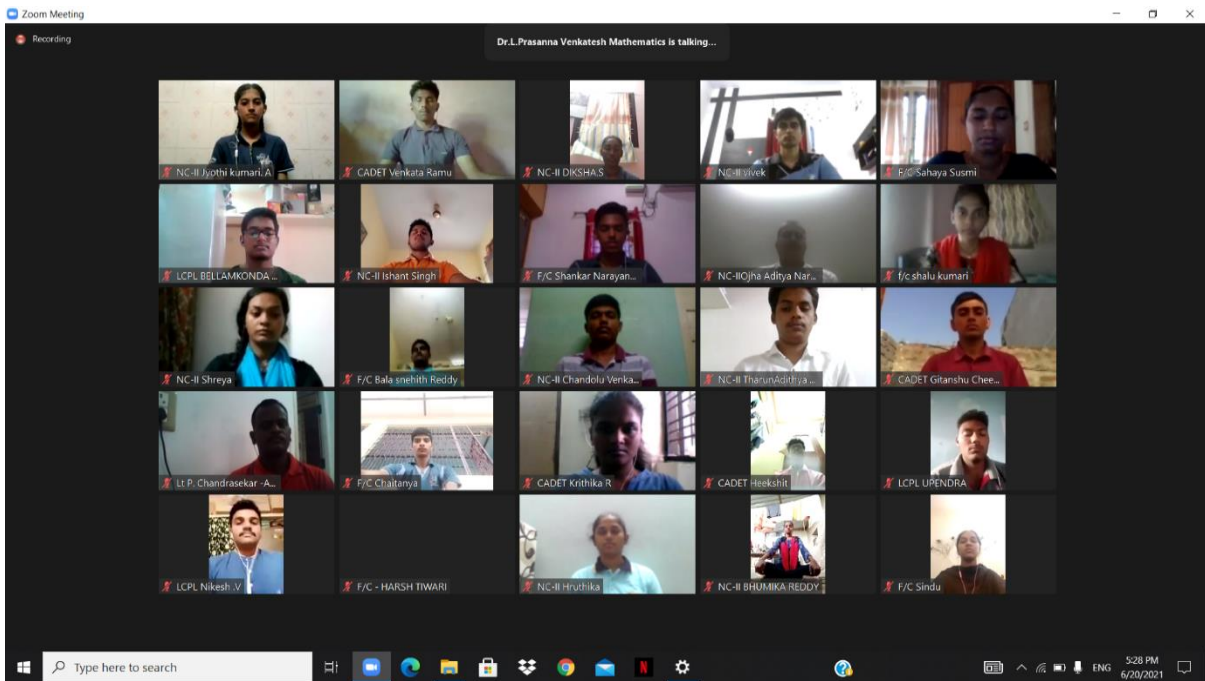 Zoom Meeting
Recording
Dr.L.Prasanna Venkatesh Mathematics is talking...
NC-II Jyothi kumari. A
CADET Venkata Ramu
NC-II DIKSHA.S
NC-II vivek
F/C Sahaya Susmi
LCPL BELLAMKONDA ...
NC-II Ishant Singh
F/C Shankar Narayan...
NC-IIOjha Aditya Nar...
f/c shalu kumari
NC-II Shreya
F/C Bala snehith Reddy
NC-II Chandolu Venka...
NC-II TharunAdithya ...
CADET Gitanshu Chee...
Lt P. Chandrasekar -A...
F/C Chaitanya
CADET Krithika R
CADET Heekshit
LCPL UPENDRA
LCPL Nikesh .V
F/C - HARSH TIWARI
NC-II Hruthika
NC-II BHUMIKA REDDY
F/C Sindu
Type here to search
N
ENG
5:28 PM
6/20/2021